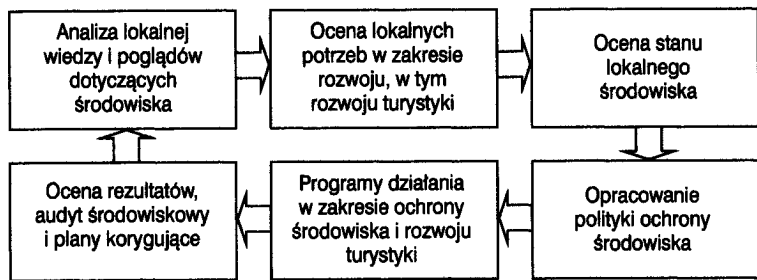 Analiza lokalnej
wiedzy i poglądów
dotyczących
środowiska
Ocena lokalnych
potrzeb w zakresie
rozwoju, w tym
rozwoju turystyki
Ocena stanu
lokalnego
środowiska
Opracowanie
polityki ochrony
środowiska
Programy działania
w zakresie ochrony
środowiska i rozwoju
turystyki
Ocena rezultatów,
audyt środowiskowy
i plany korygujące